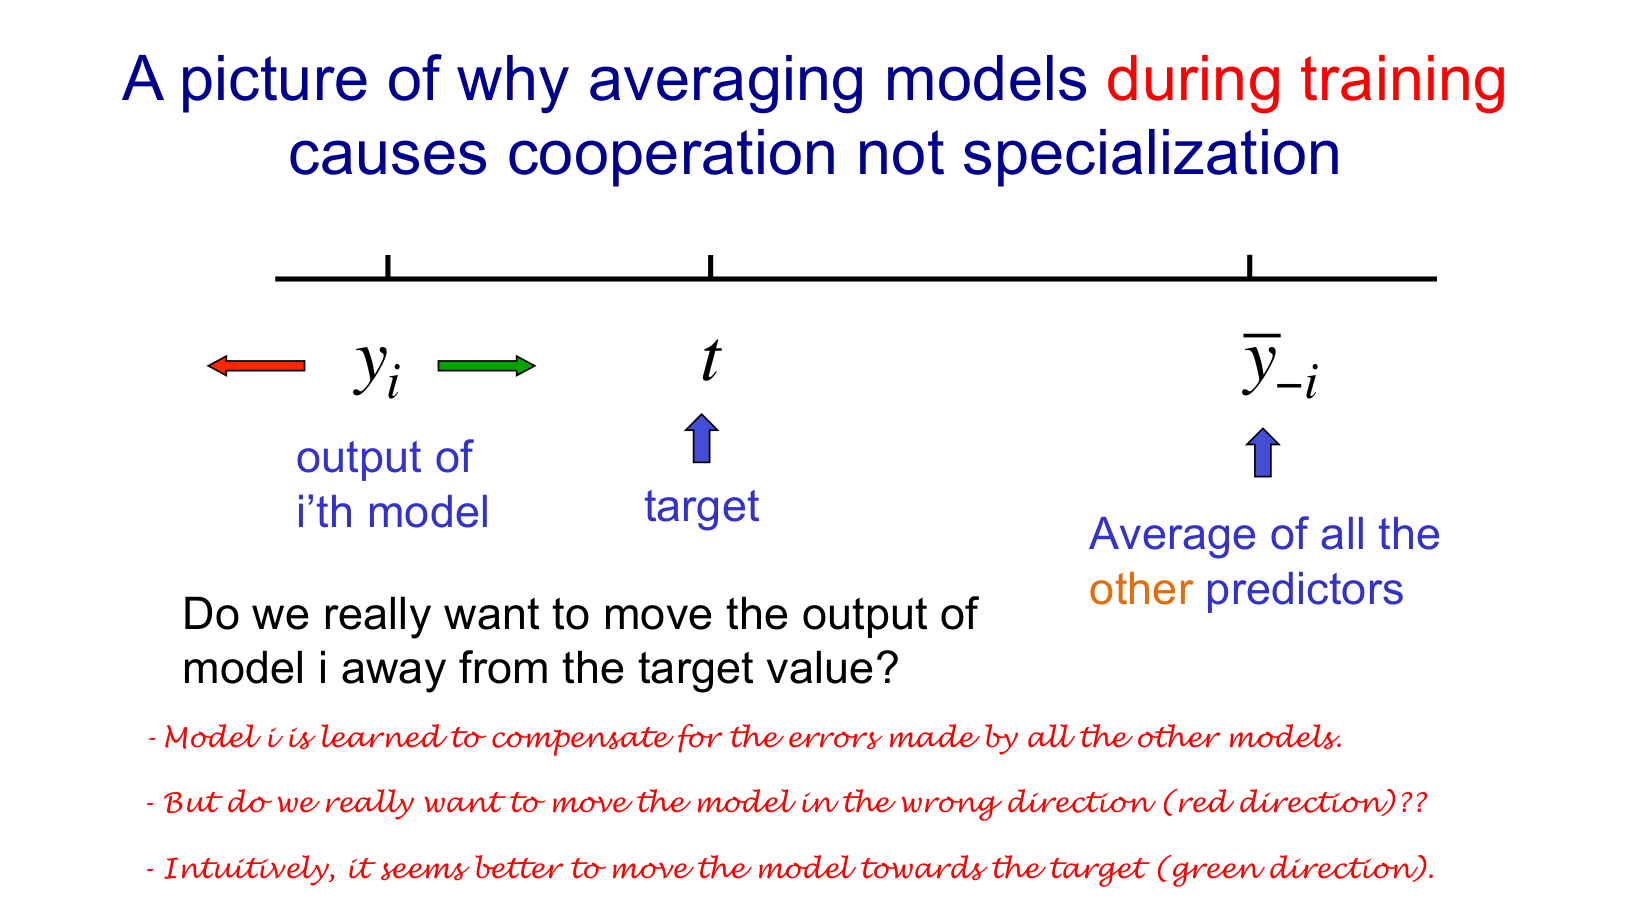 A picture of why averaging models during training
causes cooperation not specialization
yᵢ t y̅₋ᵢ
output of
i’th model
target
Average of all the
other predictors
Do we really want to move the output of
model i away from the target value?
- Model i is learned to compensate for the errors made by all the other models.
- But do we really want to move the model in the wrong direction (red direction)??
- Intuitively, it seems better to move the model towards the target (green direction).